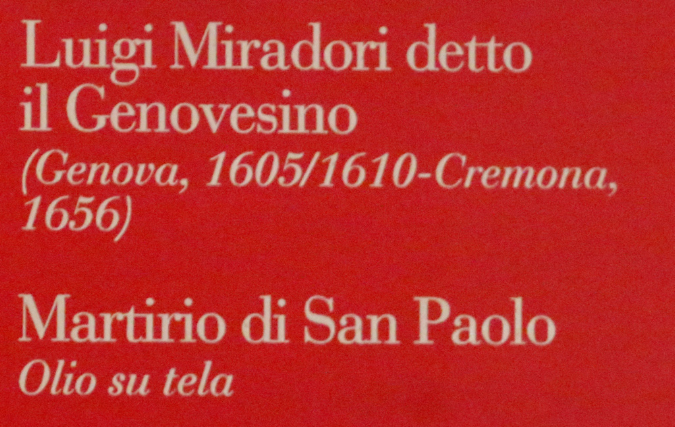 Luigi Miradori detto
il Genovesino
(Genova, 1605/1610-Cremona,
1656)
Martirio di San Paolo
Olio su tela